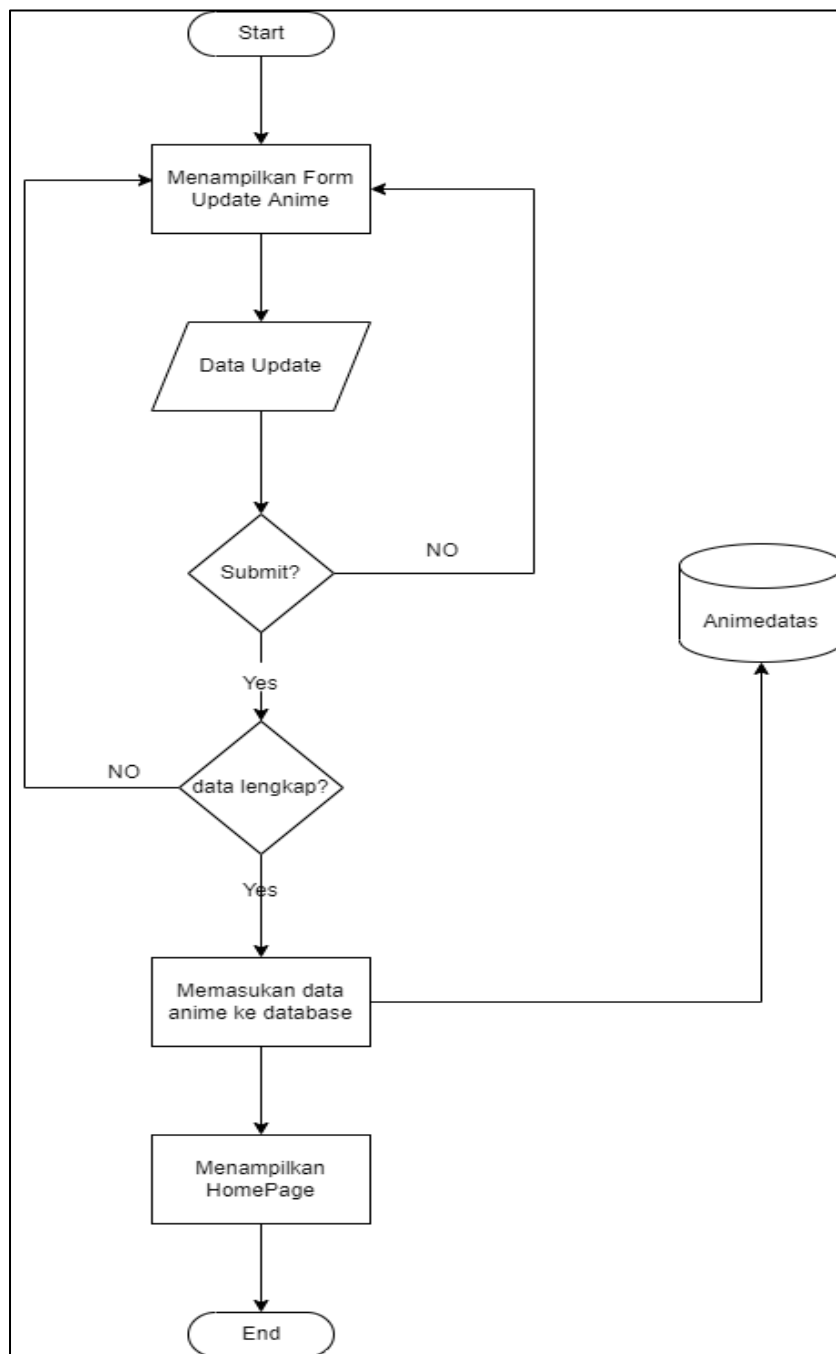 Start
Menampilkan Form
Update Anime
Data Update
Submit?
NO
Animedatas
Yes
NO
data lengkap?
Yes
Memasukan data
anime ke database
Menampilkan
HomePage
End